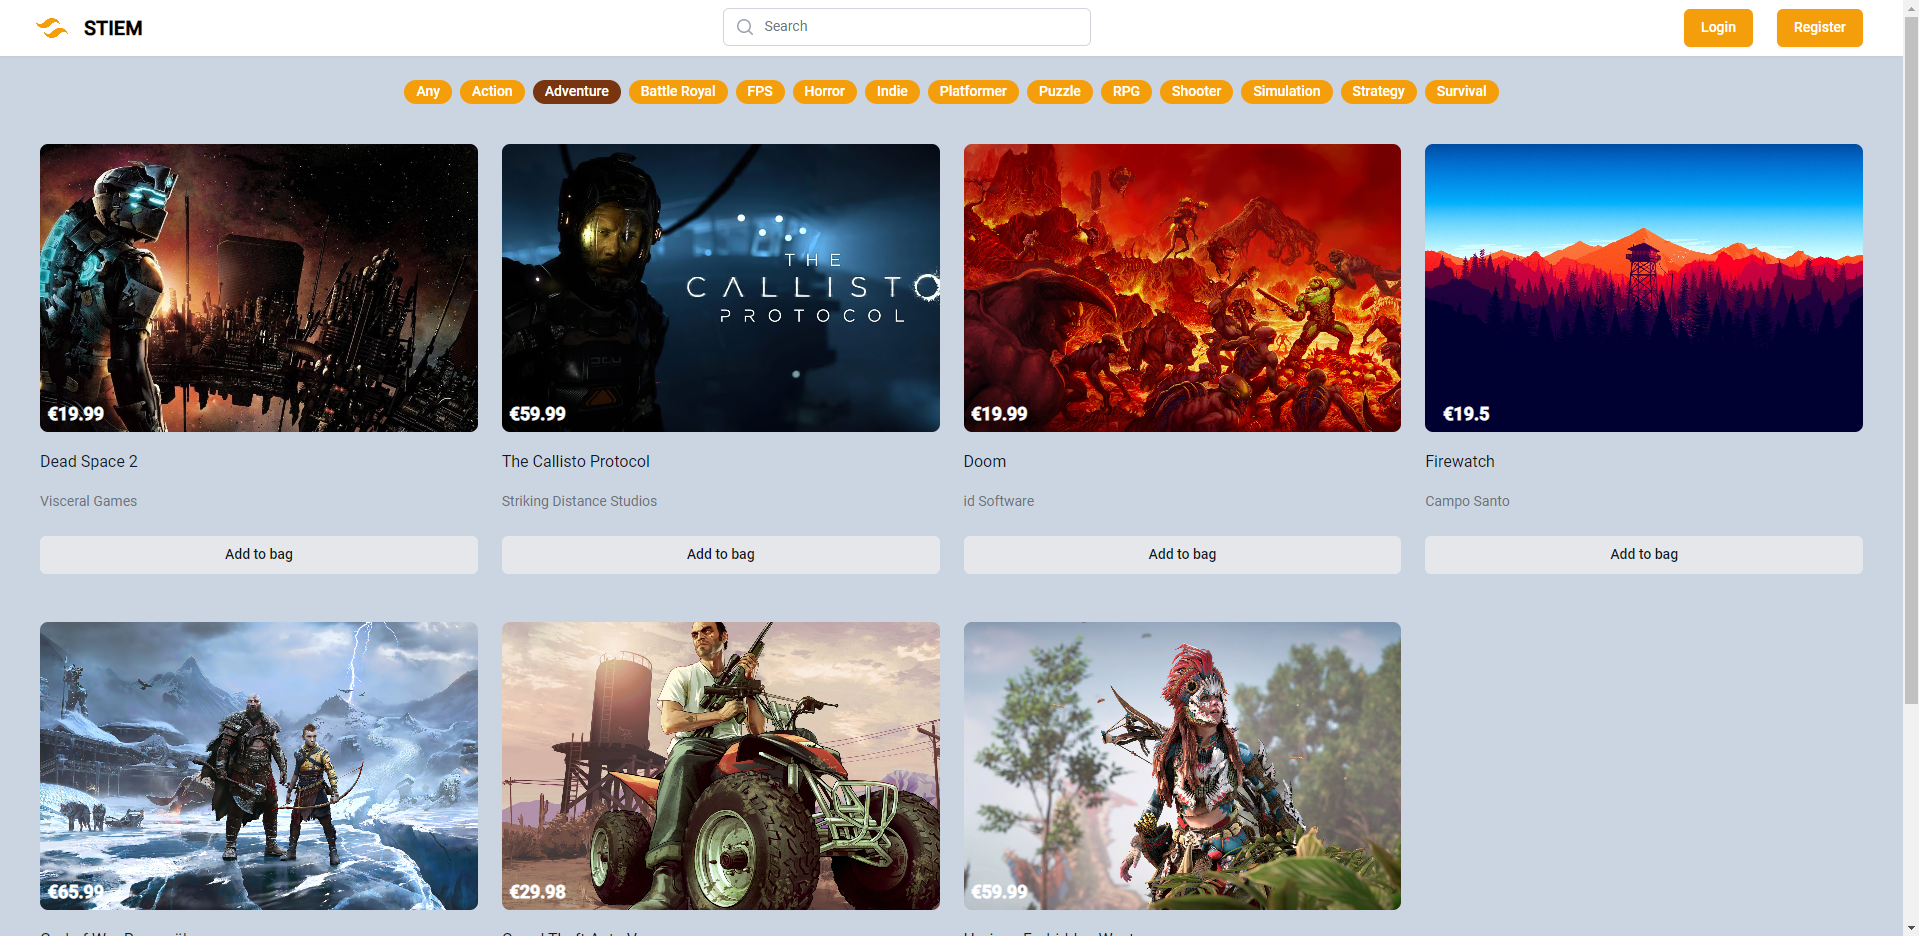 STIEM
Search
Login
Register
Any
Action
Adventure
Battle Royal
FPS
Horror
Indie
Platformer
Puzzle
RPG
Shooter
Simulation
Strategy
Survival
THE
CALLISTO
PROTOCOL
€19.99
€59.99
€19.99
€19.5
Dead Space 2
The Callisto Protocol
Doom
Firewatch
Visceral Games
Striking Distance Studios
id Software
Campo Santo
Add to bag
Add to bag
Add to bag
Add to bag
€65.99
€29.98
€59.99